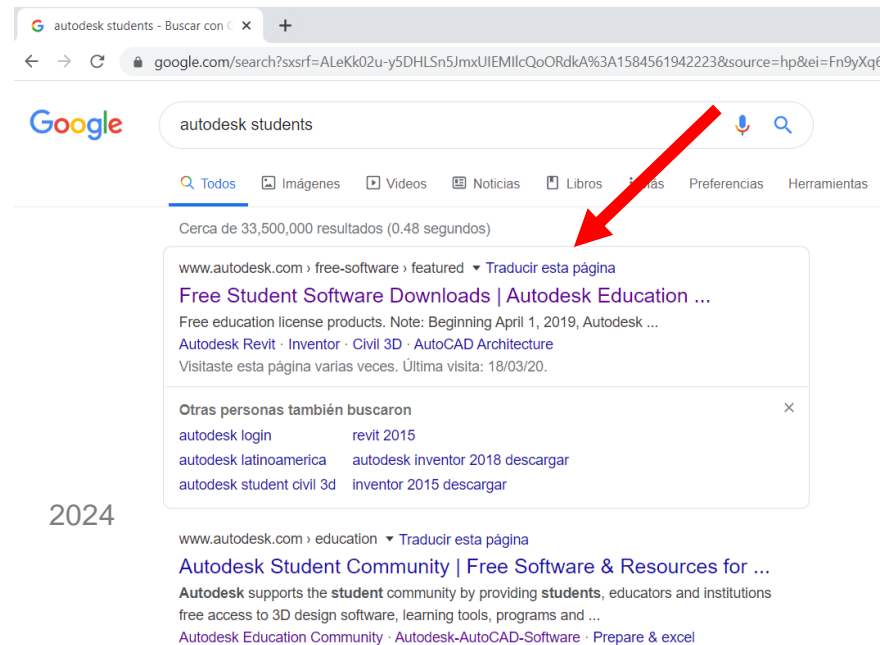 autodesk students - Buscar con G
google.com/search?sxsrf=ALeKk02u-y5DHLSn5JmxUIEMIlcQoORdkA%3A1584561942223&source=hp&ei=Fn9yXq6
Google
autodesk students
Todos Imágenes Videos Noticias Libros Preferencias Herramientas
Cerca de 33,500,000 resultados (0.48 segundos)
www.autodesk.com › free-software › featured ▼ Traducir esta página
Free Student Software Downloads | Autodesk Education ...
Free education license products. Note: Beginning April 1, 2019, Autodesk ...
Autodesk Revit · Inventor · Civil 3D · AutoCAD Architecture
Visitaste esta página varias veces. Última visita: 18/03/20.
Otras personas también buscaron
autodesk login revit 2015
autodesk latinoamerica autodesk inventor 2018 descargar
autodesk student civil 3d inventor 2015 descargar
2024
www.autodesk.com › education ▼ Traducir esta página
Autodesk Student Community | Free Software & Resources for ...
Autodesk supports the student community by providing students, educators and institutions
free access to 3D design software, learning tools, programs and ...
Autodesk Education Community · Autodesk-AutoCAD-Software · Prepare & excel